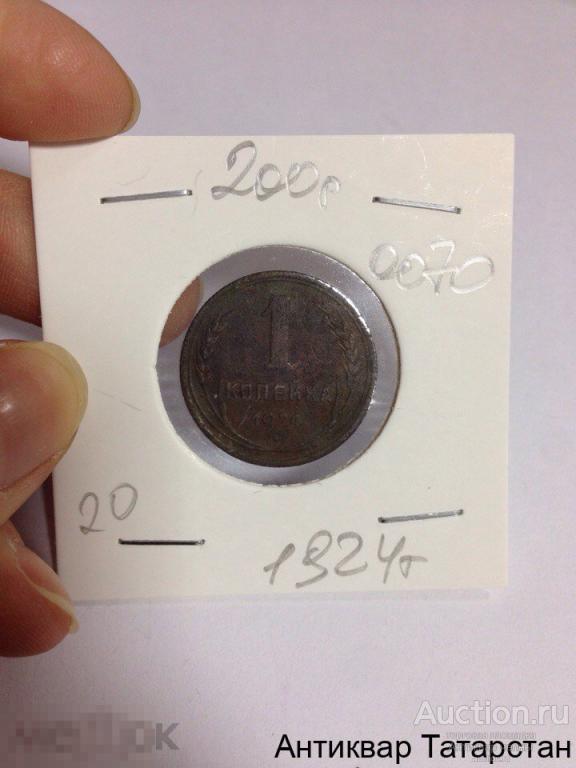 200р
0070
1
КОПЕЙКА
20
1924г
Auction.ru
Антиквар Татарстан